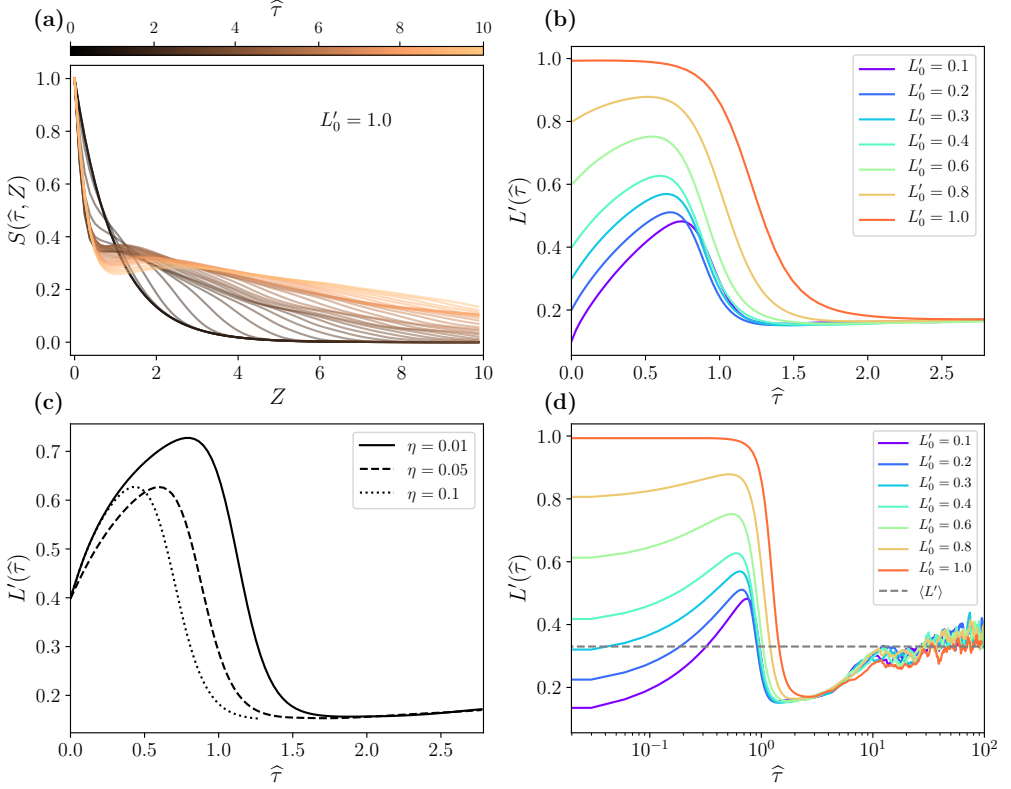 (a)
τ̂
0 2 4 6 8 10
L′₀ = 1.0
S(τ̂, Z)
1.0
0.8
0.6
0.4
0.2
0.0
0 2 4 6 8 10
Z
(b)
L′(τ̂)
1.0
0.8
0.6
0.4
0.2
L′₀ = 0.1
L′₀ = 0.2
L′₀ = 0.3
L′₀ = 0.4
L′₀ = 0.6
L′₀ = 0.8
L′₀ = 1.0
0.0 0.5 1.0 1.5 2.0 2.5
τ̂
(c)
L′(τ̂)
0.7
0.6
0.5
0.4
0.3
0.2
η = 0.01
η = 0.05
η = 0.1
0.0 0.5 1.0 1.5 2.0 2.5
τ̂
(d)
L′(τ̂)
1.0
0.8
0.6
0.4
0.2
L′₀ = 0.1
L′₀ = 0.2
L′₀ = 0.3
L′₀ = 0.4
L′₀ = 0.6
L′₀ = 0.8
L′₀ = 1.0
⟨L′⟩
10⁻¹ 10⁰ 10¹ 10²
τ̂